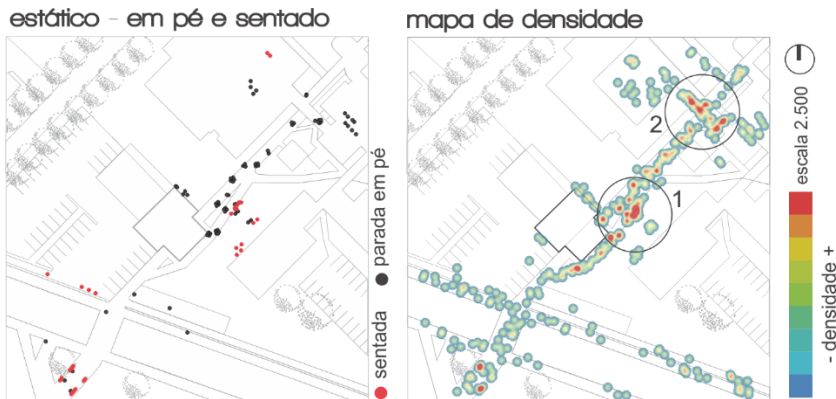 estático - em pé e sentado
mapa de densidade
sentada
parada em pé
2
1
escala 2.500
- densidade +